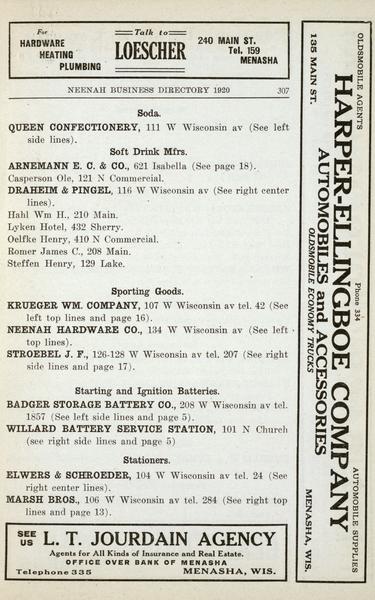 For
HARDWARE
HEATING
PLUMBING
Talk to
LOESCHER
240 MAIN ST.
Tel. 159
MENASHA
NEENAH BUSINESS DIRECTORY 1920 307
Soda.
QUEEN CONFECTIONERY, 111 W Wisconsin av (See left
side lines).
Soft Drink Mfrs.
ARNEMANN E. C. & CO., 621 Isabella (See page 18).
Casperson Ole, 121 N Commercial.
DRAHEIM & PINGEL, 116 W Wisconsin av (See right center
lines).
Hahl Wm H., 210 Main.
Lyken Hotel, 432 Sherry.
Oelfke Henry, 410 N Commercial.
Romer James C., 208 Main.
Steffen Henry, 129 Lake.
Sporting Goods.
KRUEGER WM. COMPANY, 107 W Wisconsin av tel. 42 (See
left top lines and page 16).
NEENAH HARDWARE CO., 134 W Wisconsin av (See left
top lines).
STROEBEL J. F., 126-128 W Wisconsin av tel. 207 (See right
side lines and page 17).
Starting and Ignition Batteries.
BADGER STORAGE BATTERY CO., 208 W Wisconsin av tel.
1857 (See left side lines and page 5).
WILLARD BATTERY SERVICE STATION, 101 N Church
(see right side lines and page 5)
Stationers.
ELWERS & SCHROEDER, 104 W Wisconsin av tel. 24 (See
right center lines).
MARSH BROS., 106 W Wisconsin av tel. 284 (See right top
lines and page 13).
SEE
US
L. T. JOURDAIN AGENCY
Agents for All Kinds of Insurance and Real Estate.
OFFICE OVER BANK OF MENASHA
Telephone 335 MENASHA, WIS.
OLDSMOBILE AGENTS
Phone 334
AUTOMOBILE SUPPLIES
HARPER-ELLINGBOE COMPANY
AUTOMOBILES and ACCESSORIES
OLDSMOBILE ECONOMY TRUCKS
135 MAIN ST.
MENASHA, WIS.